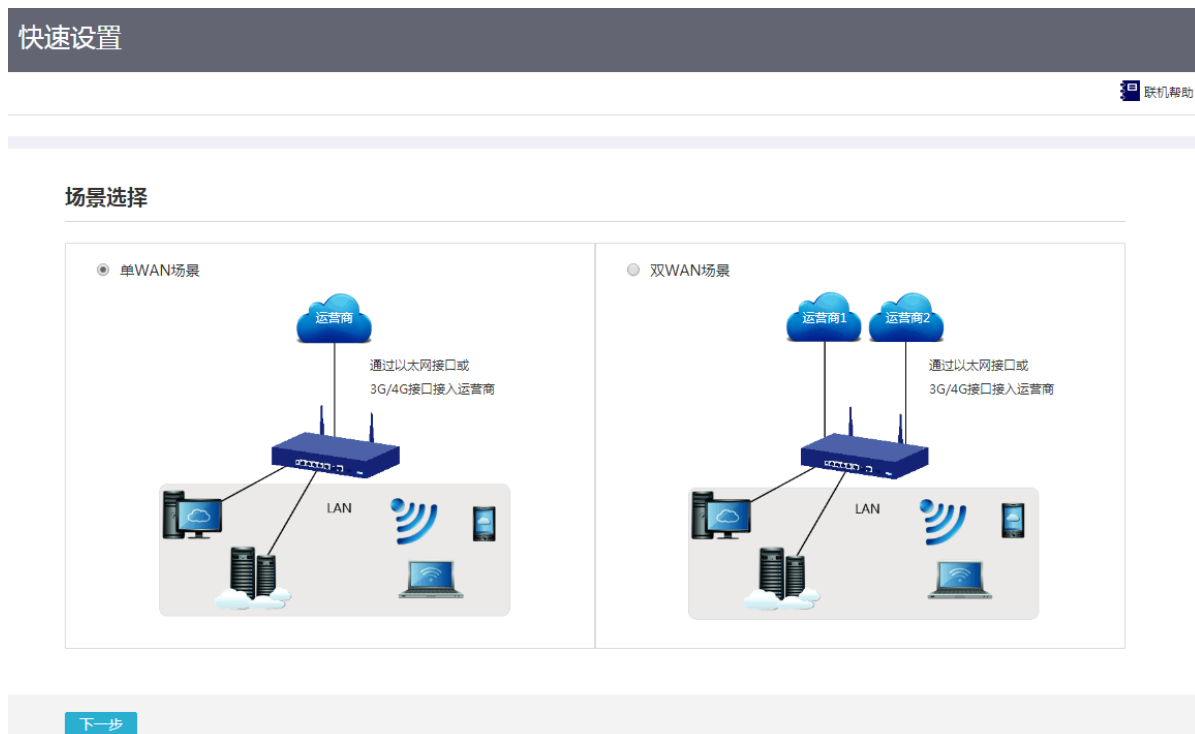 快速设置
联机帮助
场景选择
单WAN场景
运营商
通过以太网接口或
3G/4G接口接入运营商
LAN
双WAN场景
运营商1
运营商2
通过以太网接口或
3G/4G接口接入运营商
LAN
下一步